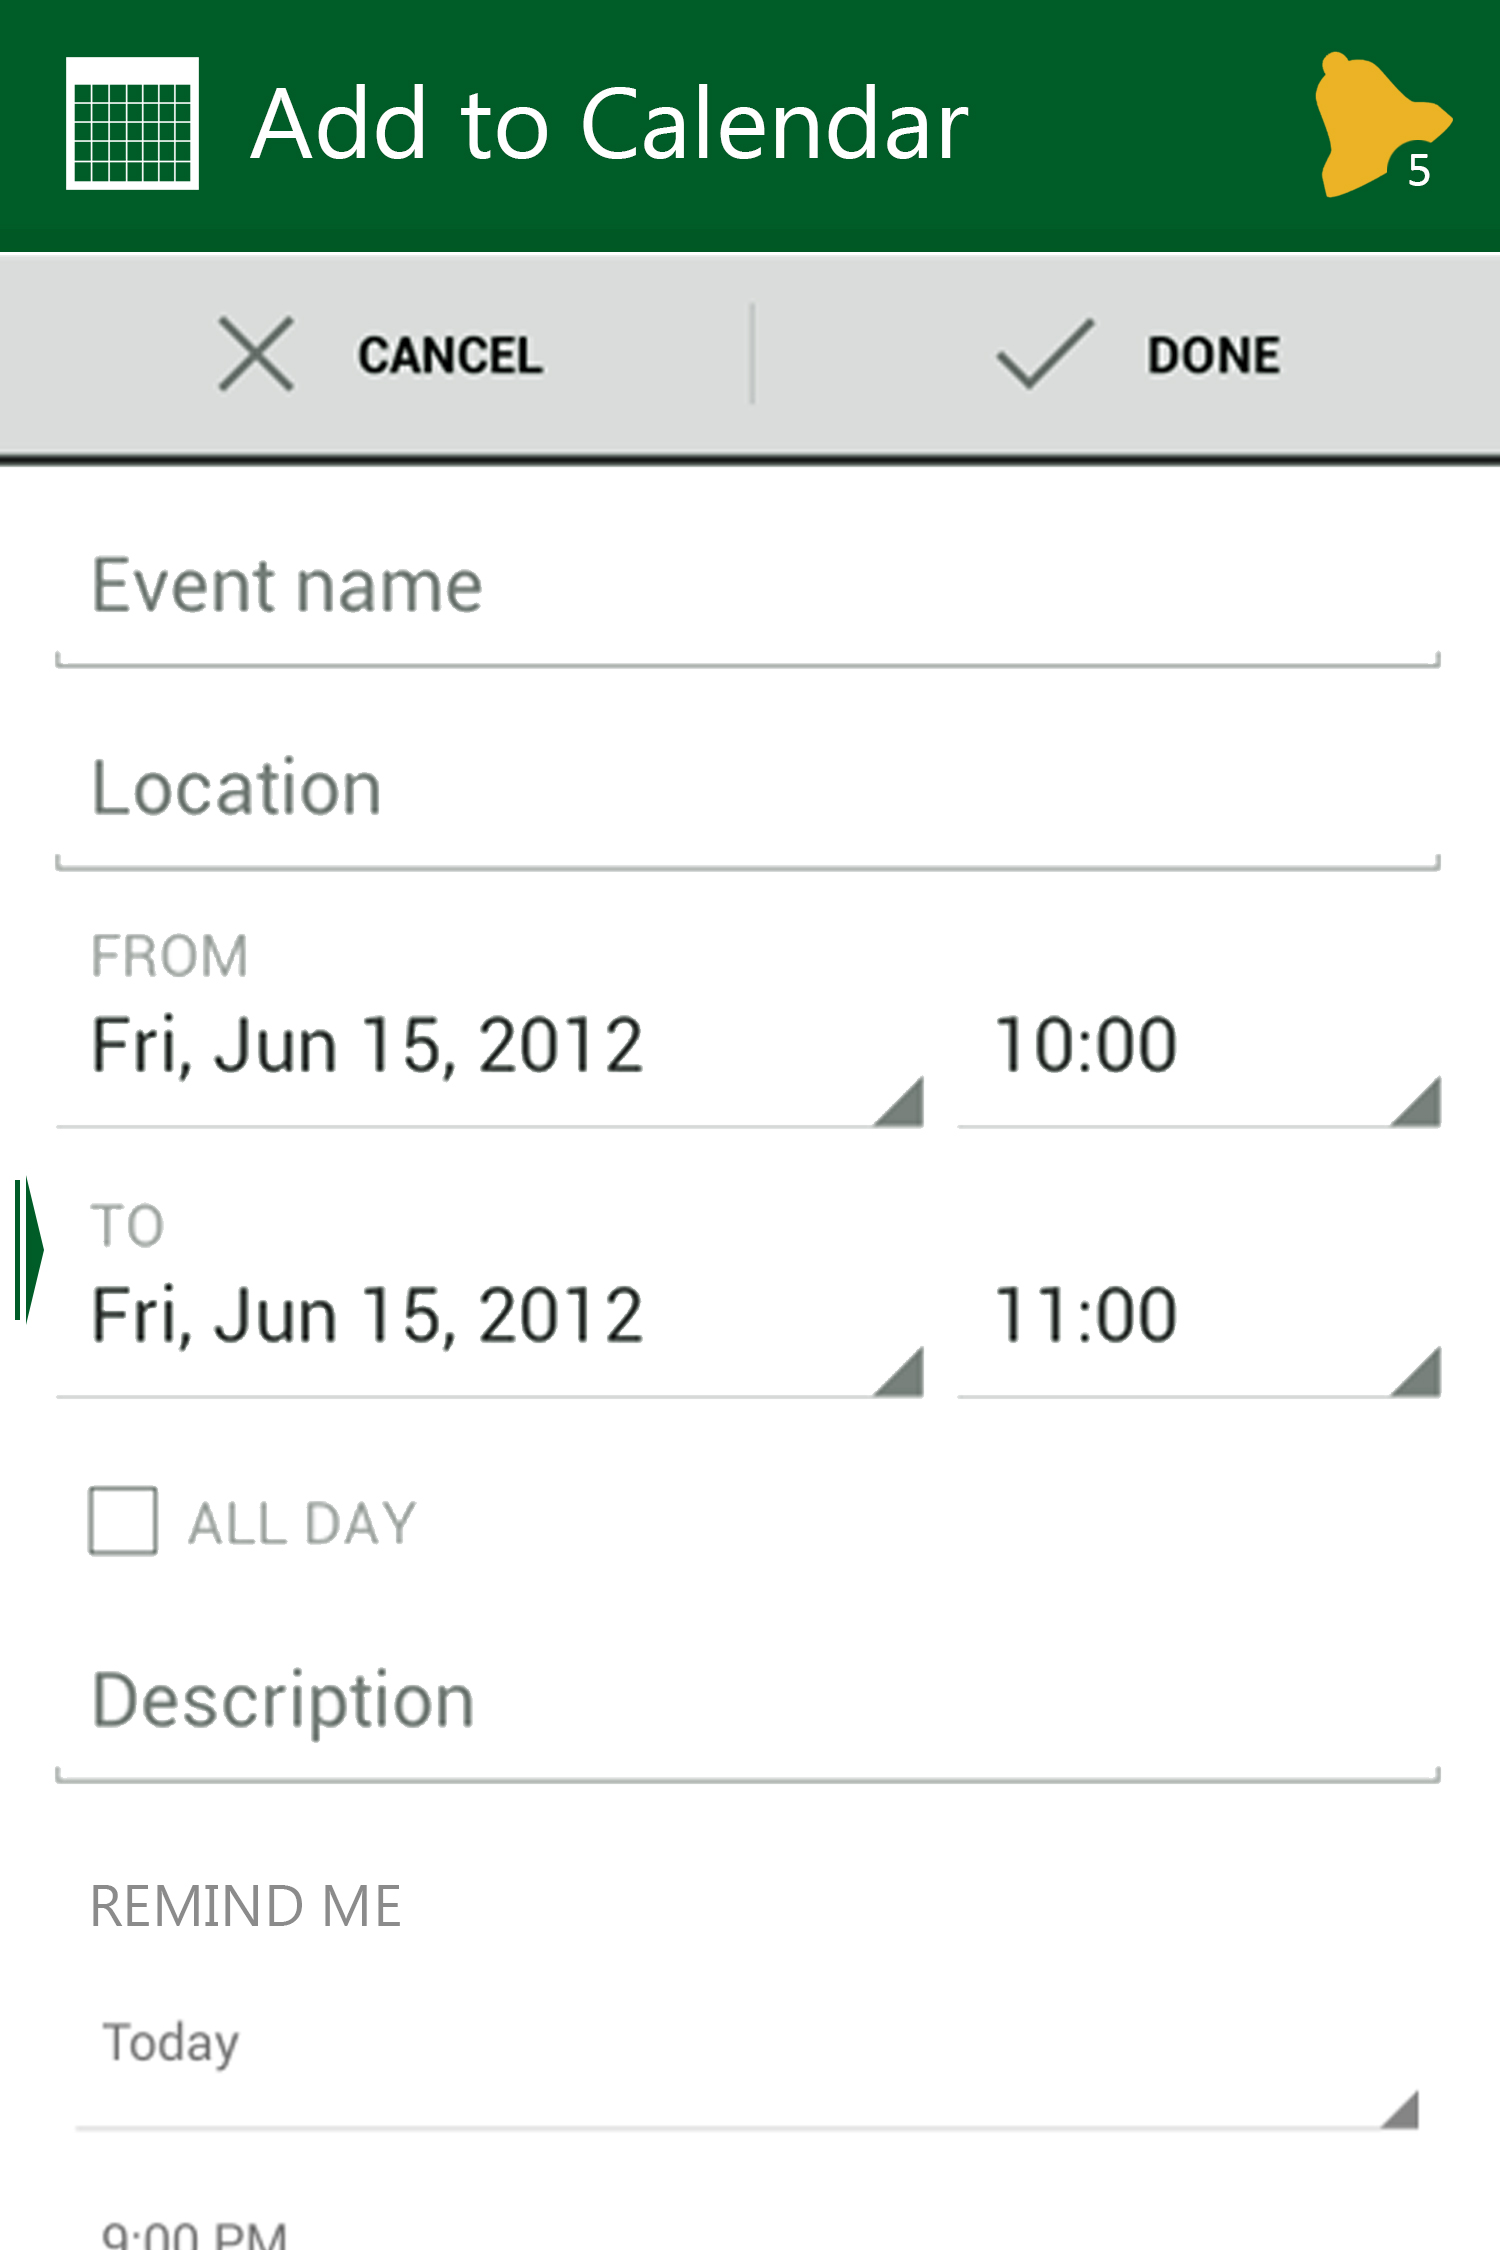 Add to Calendar
5
CANCEL
DONE
Event name
Location
FROM
Fri, Jun 15, 2012 10:00
TO
Fri, Jun 15, 2012 11:00
ALL DAY
Description
REMIND ME
Today
9:00 PM